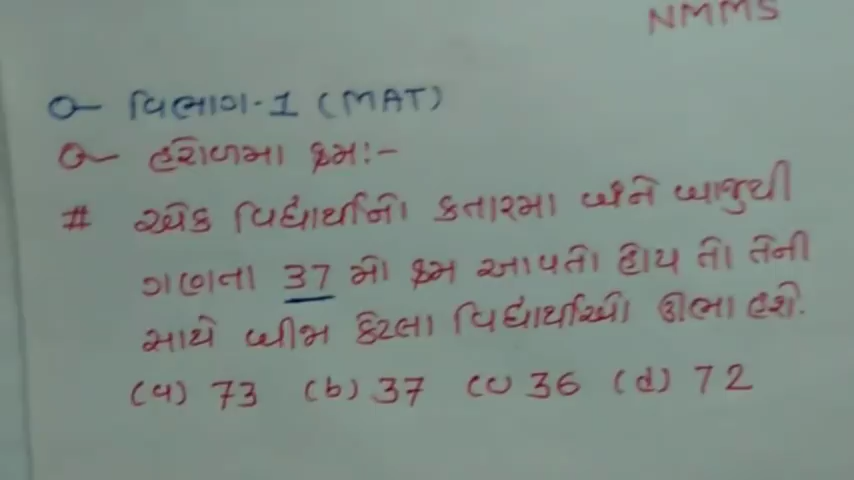 NMMS
વિભાગ-1 (MAT)
હરોળમા ક્રમ:-
# એક વિદ્યાર્થીનો કતારમા બંને બાજુથી
ગણતા 37 મો ક્રમ આવતો હોય તો તેની
સાથે બીજા કેટલા વિદ્યાર્થીઓ ઊભા હશે.
(a) 73 (b) 37 (c) 36 (d) 72